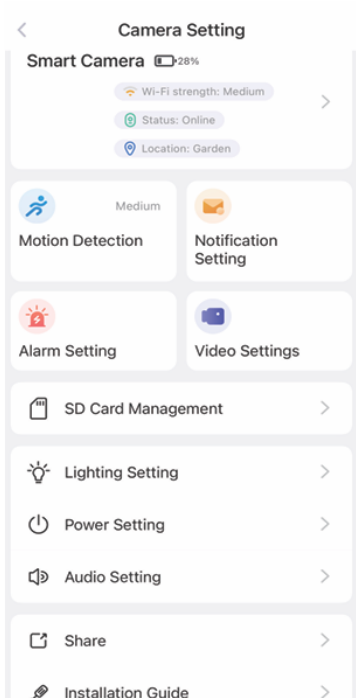 Camera Setting
Smart Camera 28%
Wi-Fi strength: Medium
Status: Online
Location: Garden
Medium
Motion Detection
Notification
Setting
Alarm Setting
Video Settings
SD Card Management
Lighting Setting
Power Setting
Audio Setting
Share
Installation Guide